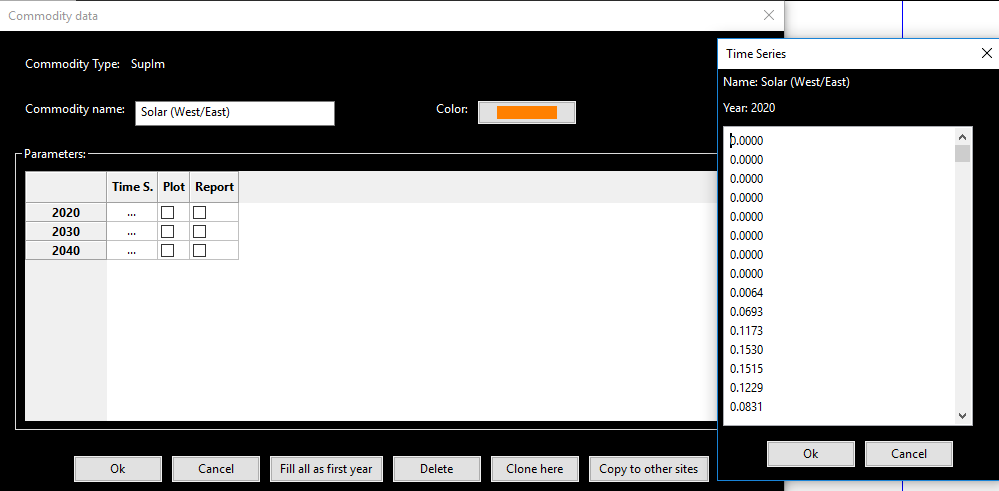 Commodity data
Commodity Type: SupIm
Commodity name: Solar (West/East) Color:
Parameters:
Time S. Plot Report
2020 ...
2030 ...
2040 ...
Ok Cancel Fill all as first year Delete Clone here Copy to other sites
Time Series
Name: Solar (West/East)
Year: 2020
0.0000
0.0000
0.0000
0.0000
0.0000
0.0000
0.0000
0.0000
0.0064
0.0693
0.1173
0.1530
0.1515
0.1229
0.0831
Ok Cancel